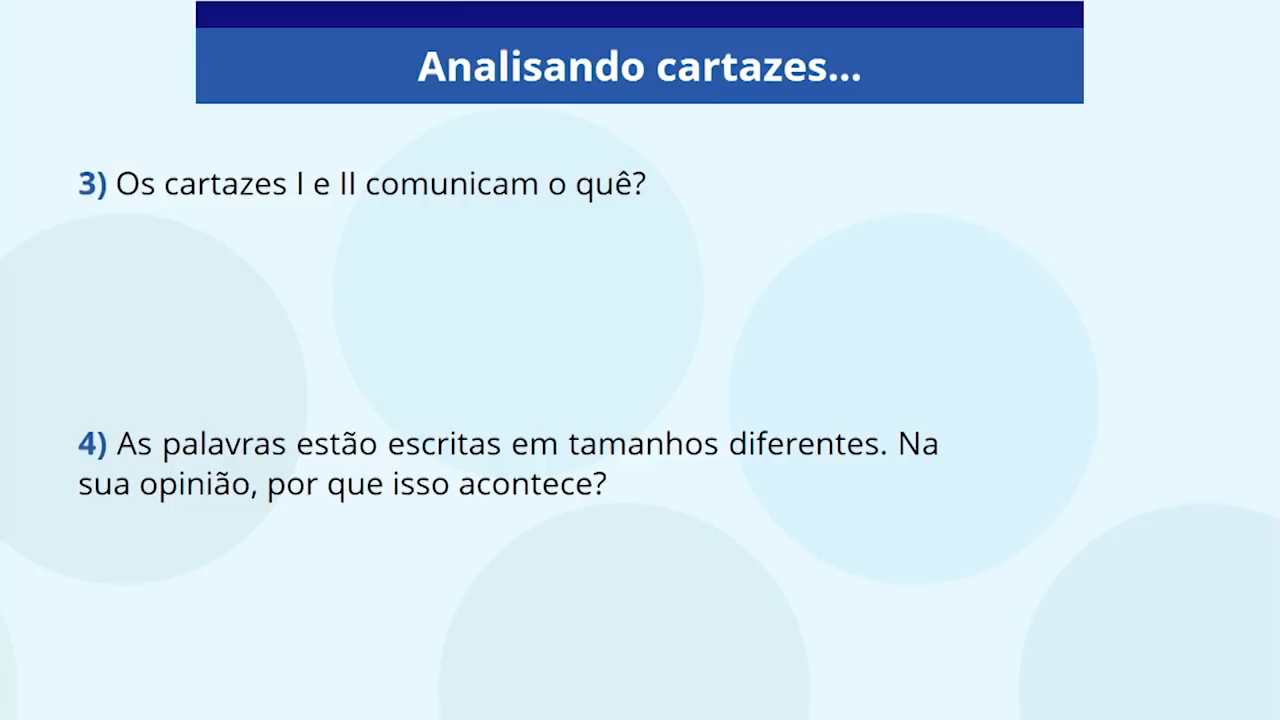 Analisando cartazes...
3) Os cartazes I e II comunicam o quê?
4) As palavras estão escritas em tamanhos diferentes. Na
sua opinião, por que isso acontece?